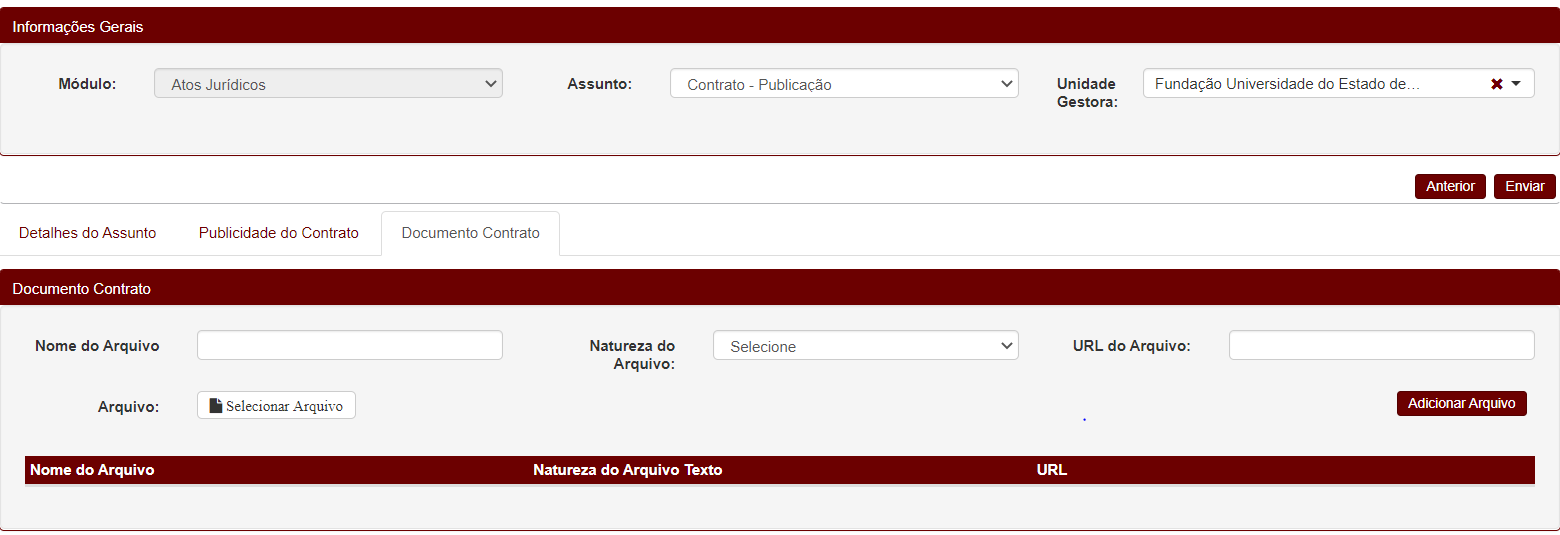 Informações Gerais
Módulo: Atos Jurídicos Assunto: Contrato - Publicação Unidade Gestora: Fundação Universidade do Estado de...
Anterior Enviar
Detalhes do Assunto Publicidade do Contrato Documento Contrato
Documento Contrato
Nome do Arquivo Natureza do Arquivo: Selecione URL do Arquivo:
Arquivo: Selecionar Arquivo Adicionar Arquivo
Nome do Arquivo Natureza do Arquivo Texto URL